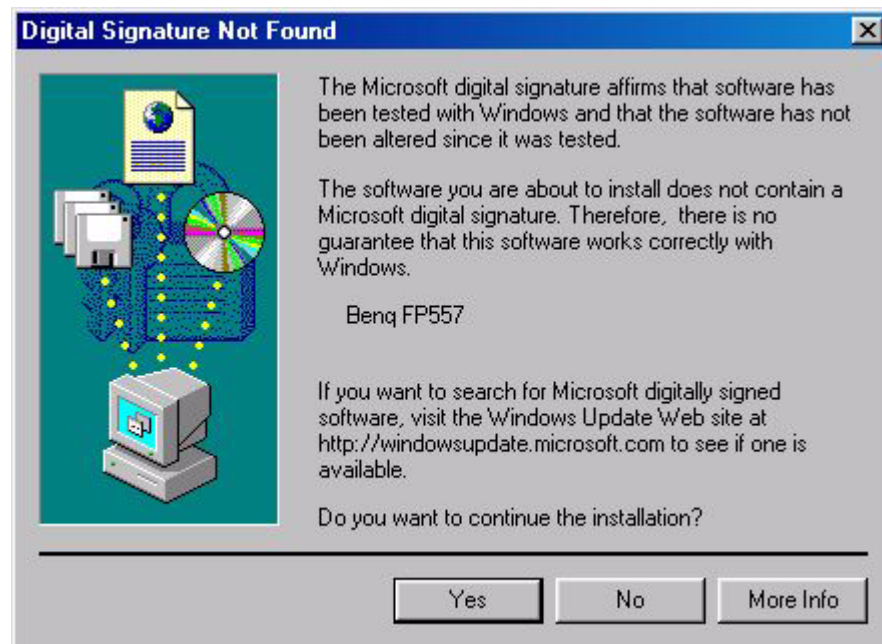 Digital Signature Not Found
The Microsoft digital signature affirms that software has
been tested with Windows and that the software has not
been altered since it was tested.
The software you are about to install does not contain a
Microsoft digital signature. Therefore,  there is no
guarantee that this software works correctly with
Windows.
Benq FP557
If you want to search for Microsoft digitally signed
software, visit the Windows Update Web site at
http://windowsupdate.microsoft.com to see if one is
available.
Do you want to continue the installation?
Yes
No
More Info